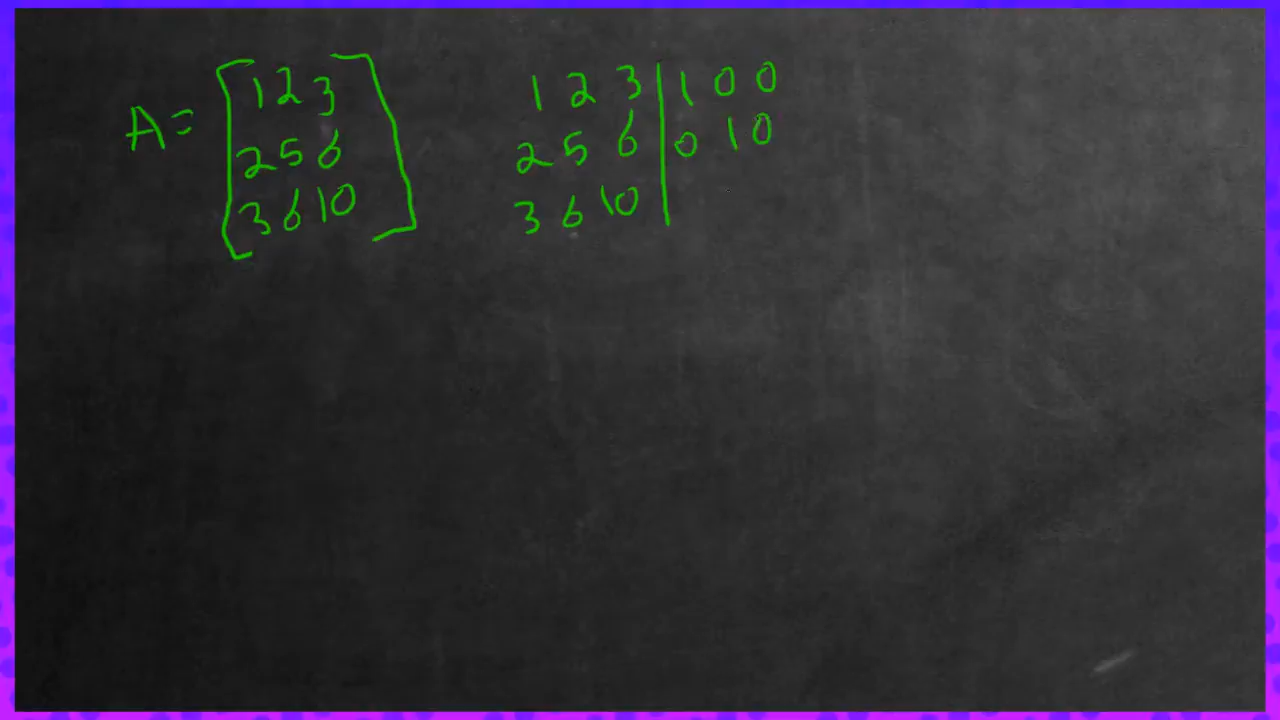 A= [1 2 3
2 5 6
3 6 10]
1 2 3 | 1 0 0
2 5 6 | 0 1 0
3 6 10 |